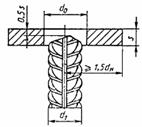 d₀
0,5s
s
≥1,5dн
d₁